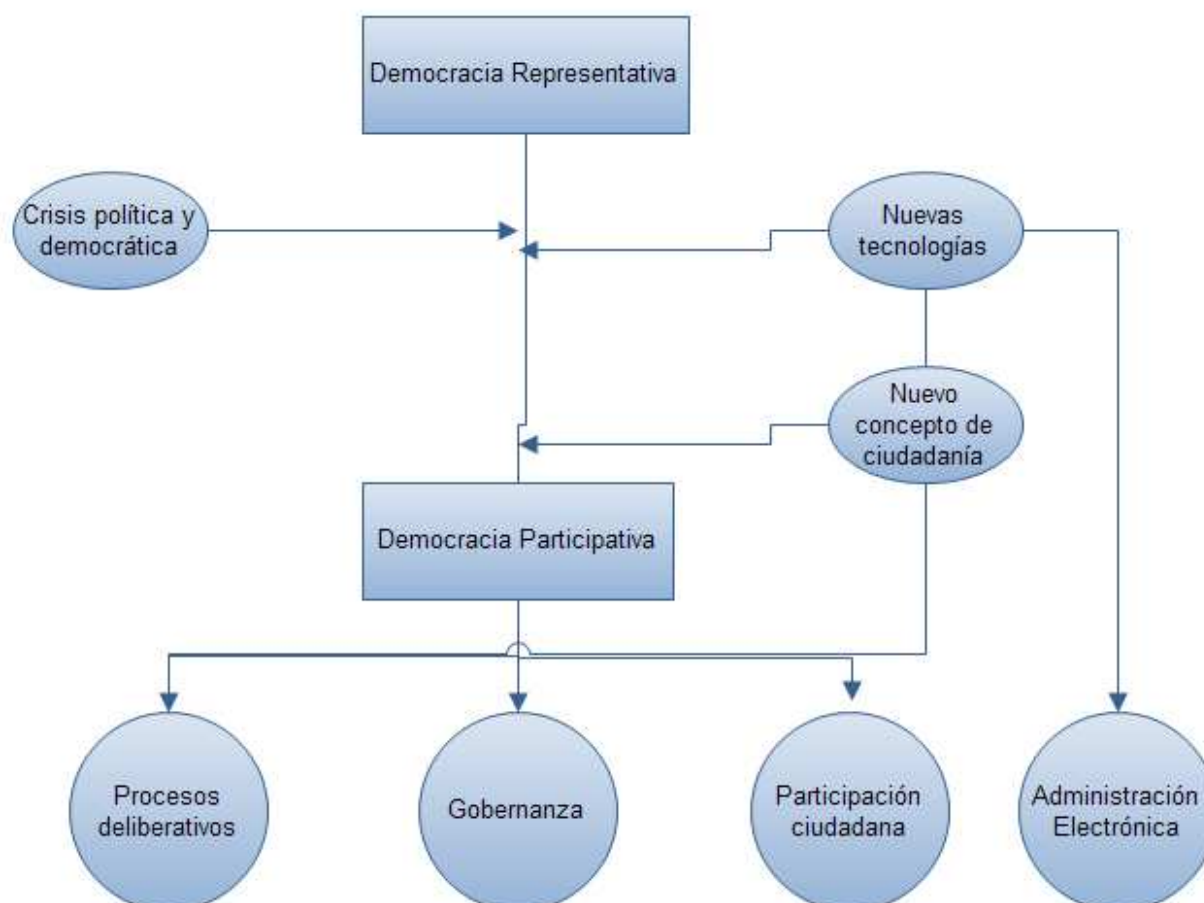 Democracia Representativa
Crisis política y
democrática
Nuevas
tecnologías
Nuevo
concepto de
ciudadanía
Democracia Participativa
Procesos
deliberativos
Gobernanza
Participación
ciudadana
Administración
Electrónica